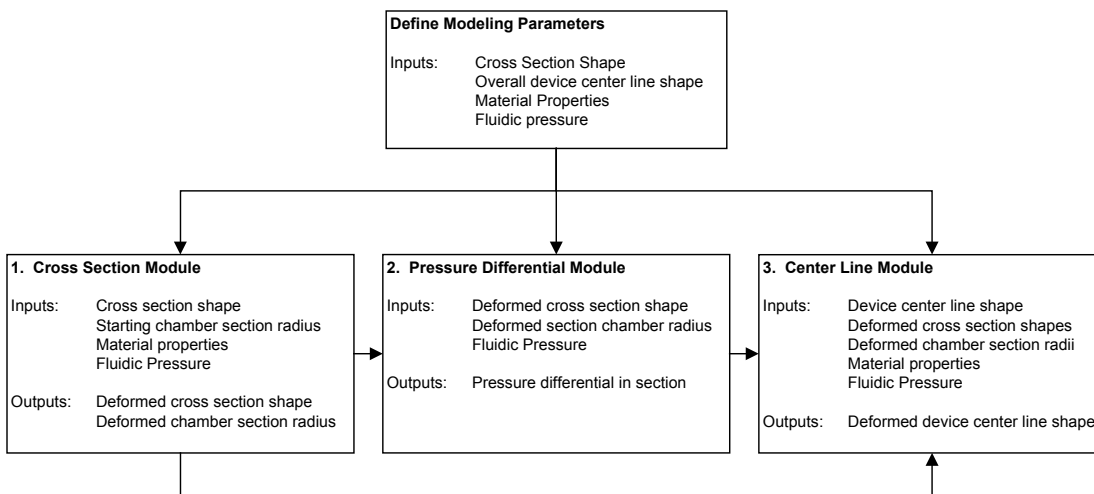 Define Modeling Parameters
Inputs: Cross Section Shape
Overall device center line shape
Material Properties
Fluidic pressure
1. Cross Section Module
Inputs: Cross section shape
Starting chamber section radius
Material properties
Fluidic Pressure
Outputs: Deformed cross section shape
Deformed chamber section radius
2. Pressure Differential Module
Inputs: Deformed cross section shape
Deformed section chamber radius
Fluidic Pressure
Outputs: Pressure differential in section
3. Center Line Module
Inputs: Device center line shape
Deformed cross section shapes
Deformed chamber section radii
Material properties
Fluidic Pressure
Outputs: Deformed device center line shape